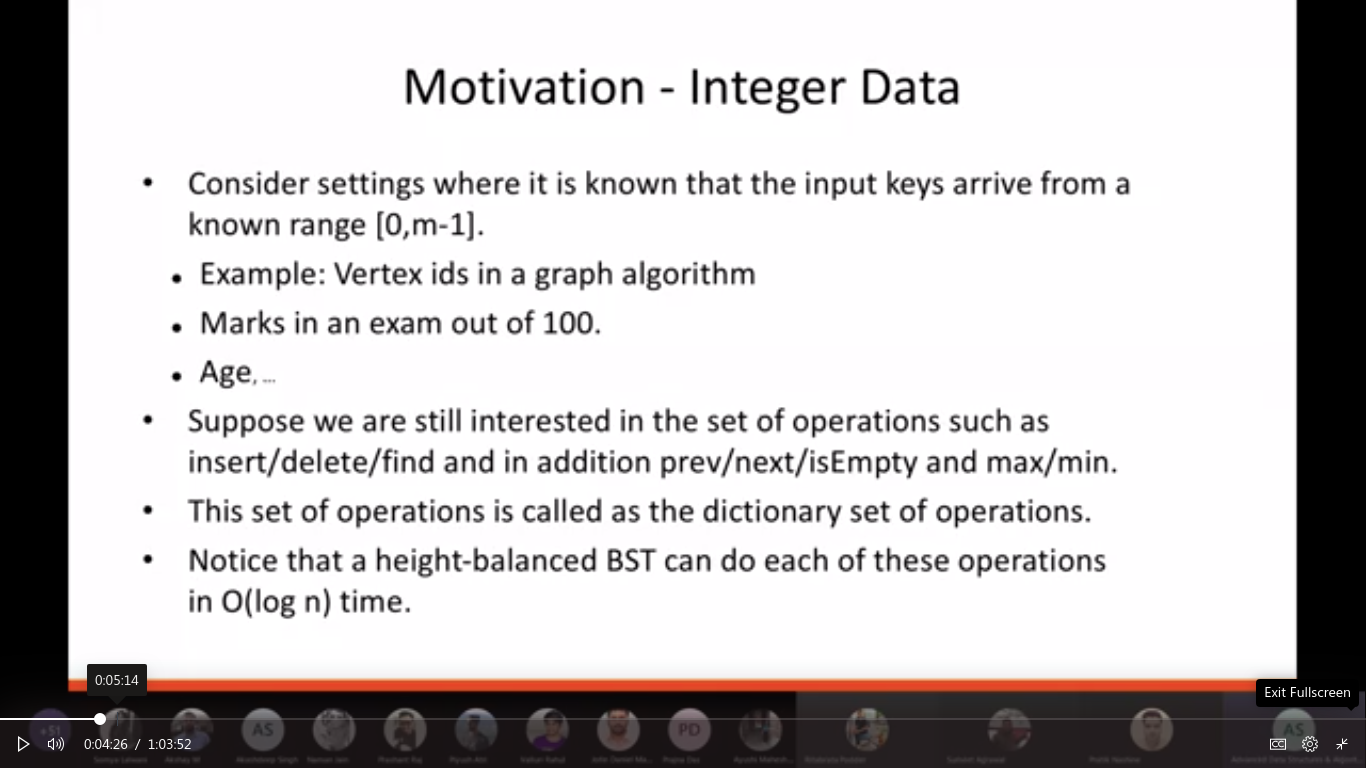 Motivation - Integer Data
• Consider settings where it is known that the input keys arrive from a
known range [0,m-1].
• Example: Vertex ids in a graph algorithm
• Marks in an exam out of 100.
• Age, ...
• Suppose we are still interested in the set of operations such as
insert/delete/find and in addition prev/next/isEmpty and max/min.
• This set of operations is called as the dictionary set of operations.
• Notice that a height-balanced BST can do each of these operations
in O(log n) time.
0:05:14
Exit Fullscreen
+51
AS
PD
AS
0:04:26 / 1:03:52
CC